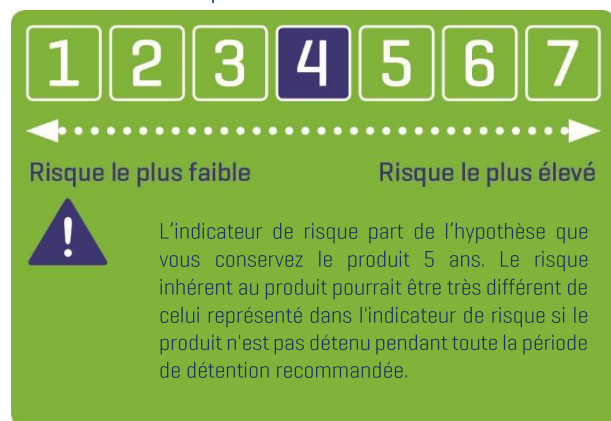 1 2 3 4 5 6 7
Risque le plus faible Risque le plus élevé
!
L'indicateur de risque part de l'hypothèse que
vous conservez le produit 5 ans. Le risque
inhérent au produit pourrait être très différent de
celui représenté dans l'indicateur de risque si le
produit n'est pas détenu pendant toute la période
de détention recommandée.